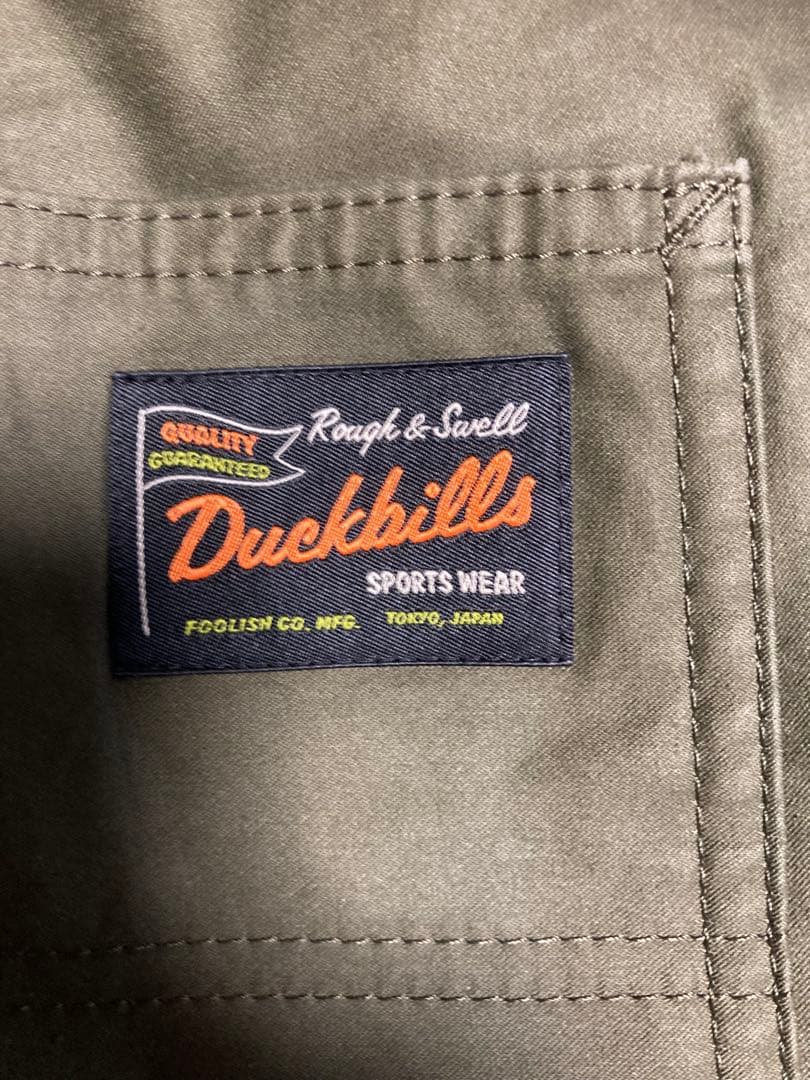 QUALITY
GUARANTEED
Rough & Swell
Duckbills
SPORTS WEAR
FOOLISH CO. MFG. TOKYO, JAPAN